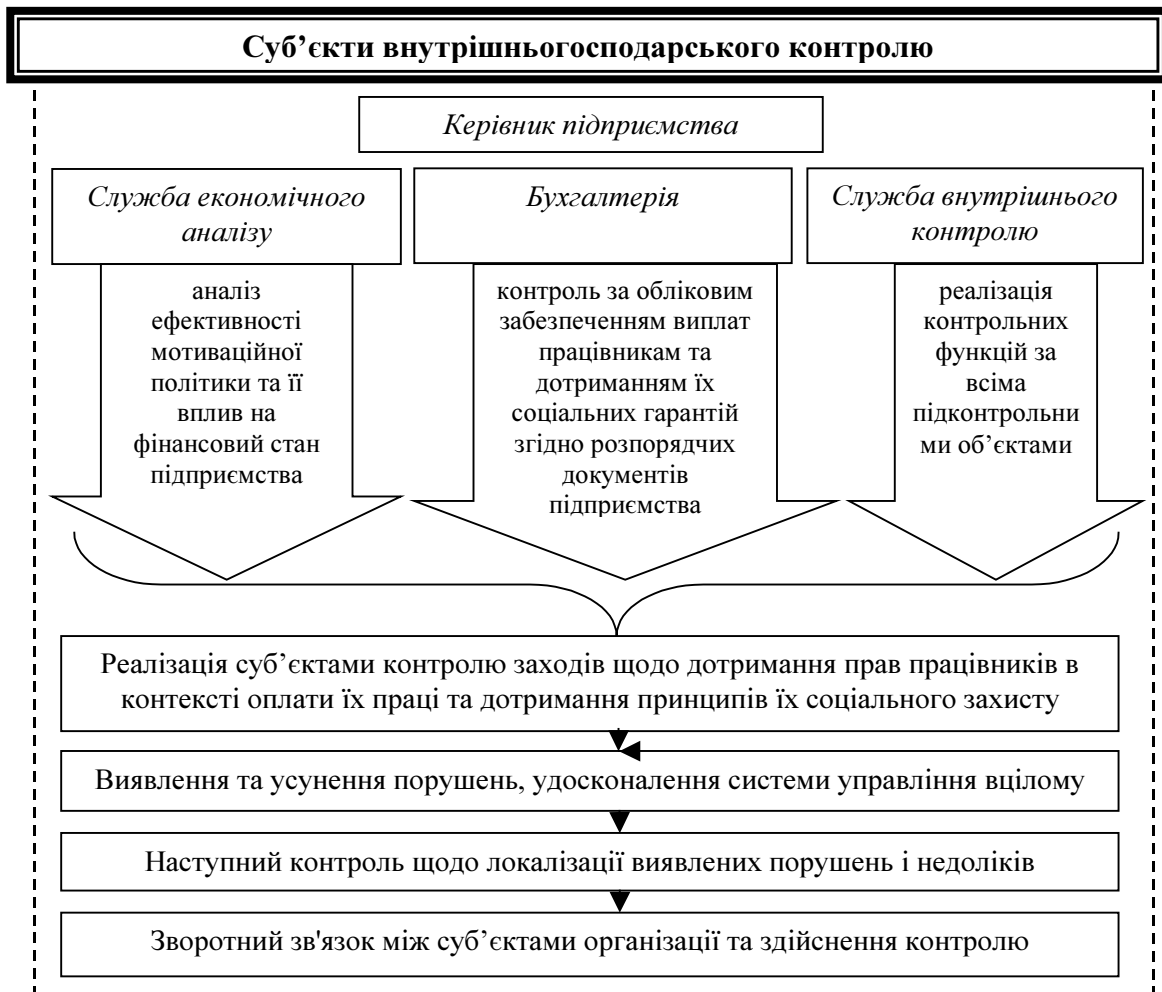 Суб’єкти внутрішньогосподарського контролю
Керівник підприємства
Служба економічного
аналізу
Бухгалтерія
Служба внутрішнього
контролю
аналіз
ефективності
мотиваційної
політики та її
вплив на
фінансовий стан
підприємства
контроль за обліковим
забезпеченням виплат
працівникам та
дотриманням їх
соціальних гарантій
згідно розпорядчих
документів
підприємства
реалізація
контрольних
функцій за
всіма
підконтрольни
ми об’єктами
Реалізація суб’єктами контролю заходів щодо дотримання прав працівників в
контексті оплати їх праці та дотримання принципів їх соціального захисту
Виявлення та усунення порушень, удосконалення системи управління вцілому
Наступний контроль щодо локалізації виявлених порушень і недоліків
Зворотний зв'язок між суб’єктами організації та здійснення контролю